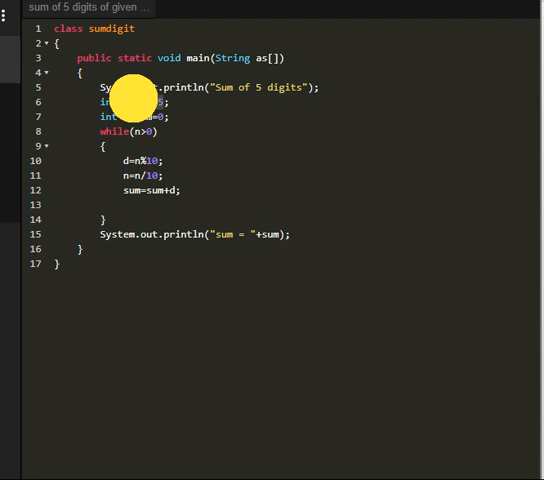 sum of 5 digits of given ...
1 class sumdigit
2 {
3 public static void main(String as[])
4 {
5 .println("Sum of 5 digits");
6 5;
7 int =0;
8 while(n>0)
9 {
10 d=n%10;
11 n=n/10;
12 sum=sum+d;
13
14 }
15 System.out.println("sum = "+sum);
16 }
17 }